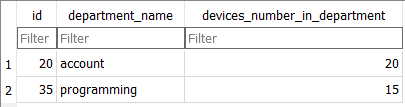 id department_name devices_number_in_department
Filter Filter Filter
1 20 account 20
2 35 programming 15